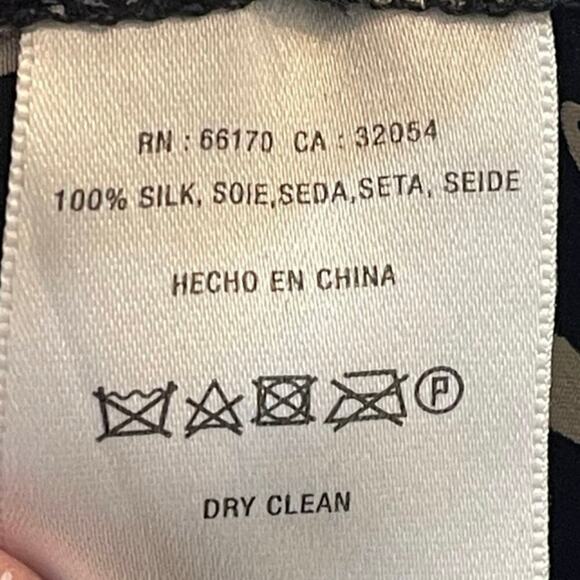 RN : 66170 CA : 32054
100% SILK, SOIE,SEDA,SETA, SEIDE
HECHO EN CHINA
P
DRY CLEAN